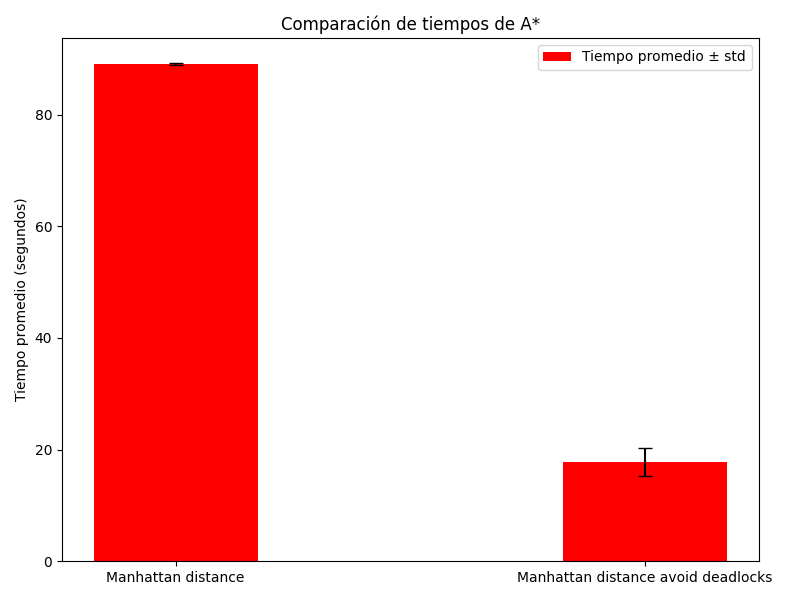 Comparación de tiempos de A*
Tiempo promedio ± std
Tiempo promedio (segundos)
80
60
40
20
0
Manhattan distance
Manhattan distance avoid deadlocks